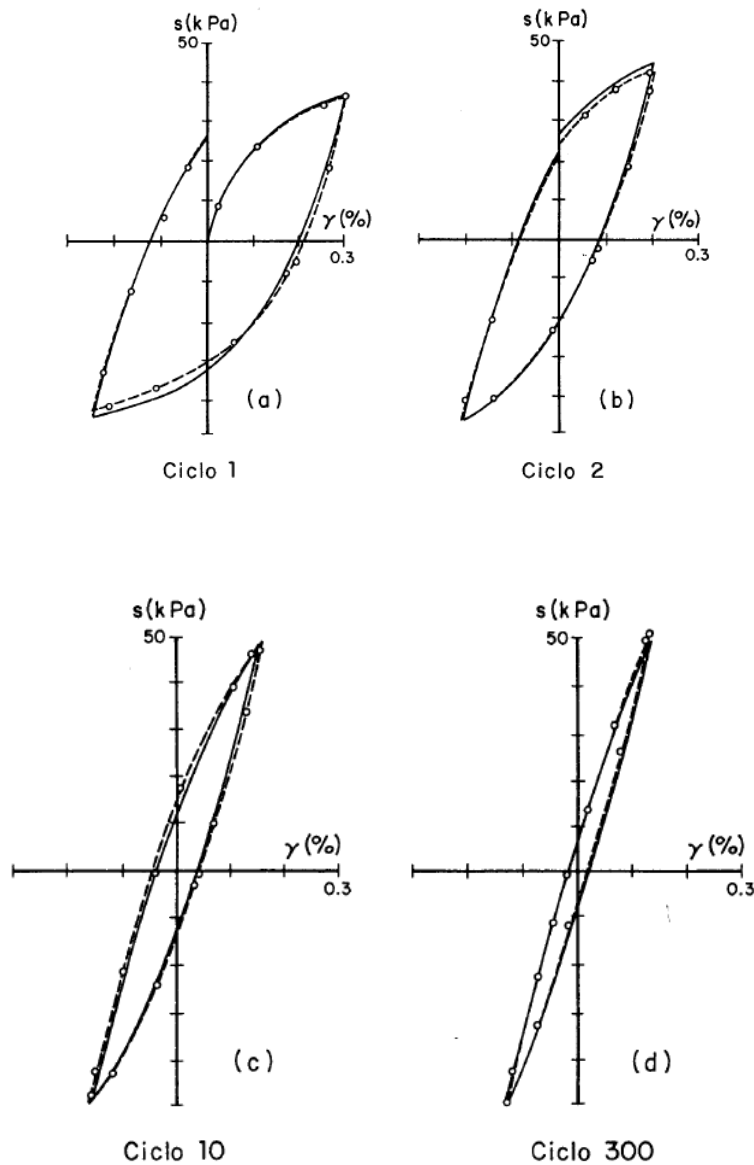 s(kPa)
50
γ(%)
0.3
(a)
Ciclo 1
s(kPa)
50
γ(%)
0.3
(b)
Ciclo 2
s(kPa)
50
γ(%)
0.3
(c)
Ciclo 10
s(kPa)
50
γ(%)
0.3
(d)
Ciclo 300